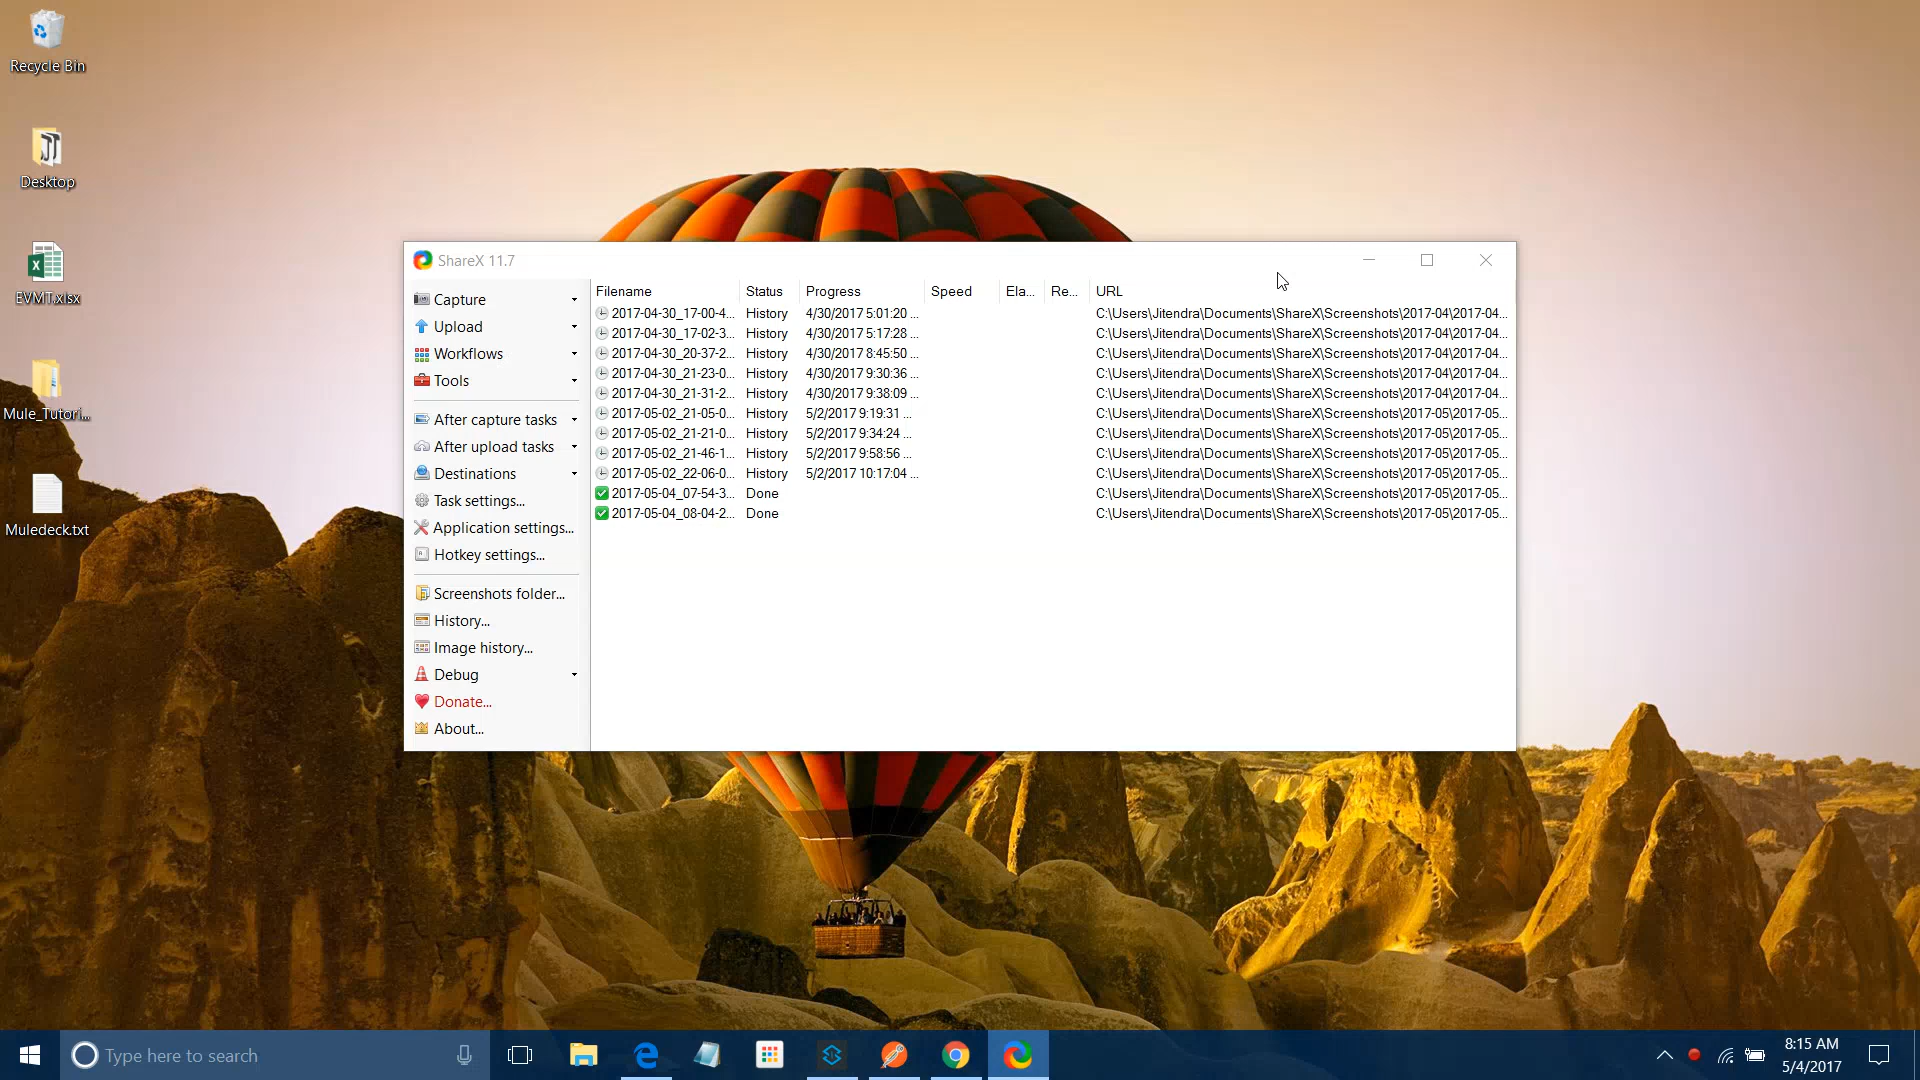 Recycle Bin
Desktop
EVMT.xlsx
Mule_Tutori...
Muledeck.txt
ShareX 11.7
Capture
Upload
Workflows
Tools
After capture tasks
After upload tasks
Destinations
Task settings...
Application settings...
Hotkey settings...
Screenshots folder...
History...
Image history...
Debug
Donate...
About...
Filename Status Progress Speed Ela... Re... URL
2017-04-30_17-00-4... History 4/30/2017 5:01:20 ... C:\Users\Jitendra\Documents\ShareX\Screenshots\2017-04\2017-04...
2017-04-30_17-02-3... History 4/30/2017 5:17:28 ... C:\Users\Jitendra\Documents\ShareX\Screenshots\2017-04\2017-04...
2017-04-30_20-37-2... History 4/30/2017 8:45:50 ... C:\Users\Jitendra\Documents\ShareX\Screenshots\2017-04\2017-04...
2017-04-30_21-23-0... History 4/30/2017 9:30:36 ... C:\Users\Jitendra\Documents\ShareX\Screenshots\2017-04\2017-04...
2017-04-30_21-31-2... History 4/30/2017 9:38:09 ... C:\Users\Jitendra\Documents\ShareX\Screenshots\2017-04\2017-04...
2017-05-02_21-05-0... History 5/2/2017 9:19:31 ... C:\Users\Jitendra\Documents\ShareX\Screenshots\2017-05\2017-05...
2017-05-02_21-21-0... History 5/2/2017 9:34:24 ... C:\Users\Jitendra\Documents\ShareX\Screenshots\2017-05\2017-05...
2017-05-02_21-46-1... History 5/2/2017 9:58:56 ... C:\Users\Jitendra\Documents\ShareX\Screenshots\2017-05\2017-05...
2017-05-02_22-06-0... History 5/2/2017 10:17:04 ... C:\Users\Jitendra\Documents\ShareX\Screenshots\2017-05\2017-05...
2017-05-04_07-54-3... Done C:\Users\Jitendra\Documents\ShareX\Screenshots\2017-05\2017-05...
2017-05-04_08-04-2... Done C:\Users\Jitendra\Documents\ShareX\Screenshots\2017-05\2017-05...
Type here to search
8:15 AM
5/4/2017